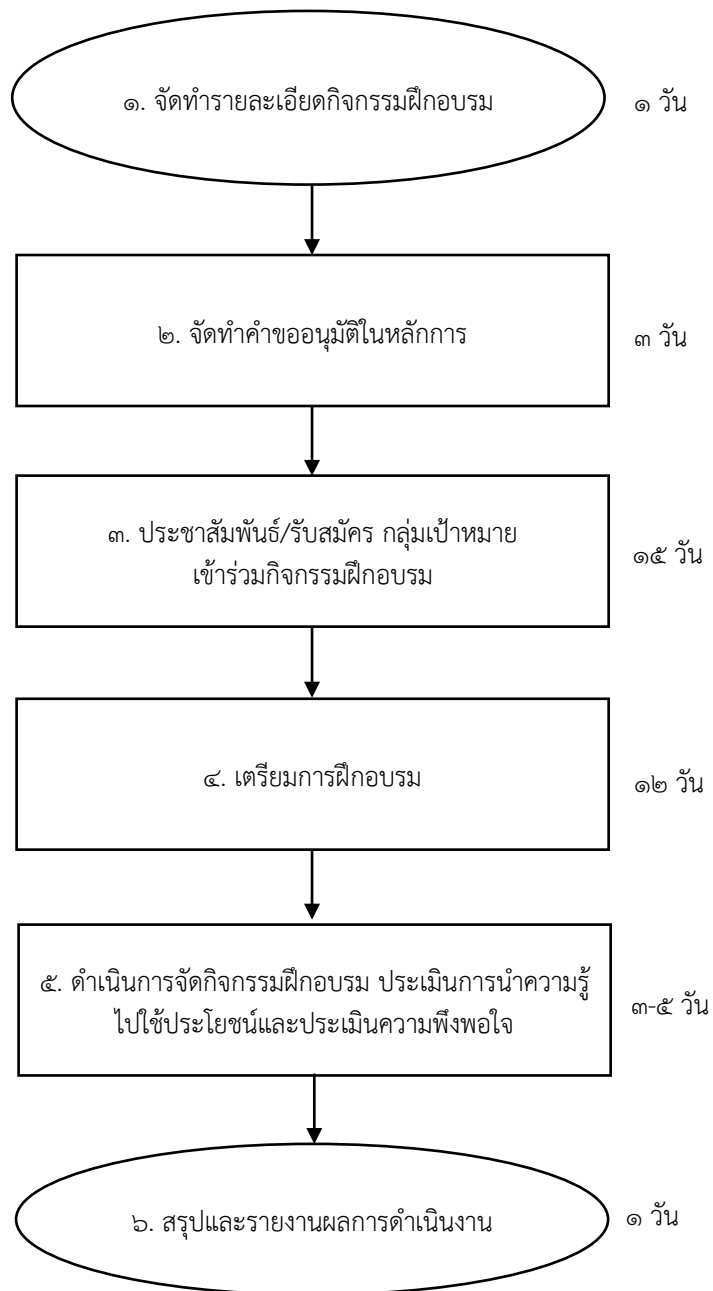 ๑. จัดทำรายละเอียดกิจกรรมฝึกอบรม
๑ วัน
๒. จัดทำคำขออนุมัติในหลักการ
๓ วัน
๓. ประชาสัมพันธ์/รับสมัคร กลุ่มเป้าหมาย
เข้าร่วมกิจกรรมฝึกอบรม
๑๕ วัน
๔. เตรียมการฝึกอบรม
๑๒ วัน
๕. ดำเนินการจัดกิจกรรมฝึกอบรม ประเมินการนำความรู้
ไปใช้ประโยชน์และประเมินความพึงพอใจ
๓-๕ วัน
๖. สรุปและรายงานผลการดำเนินงาน
๑ วัน